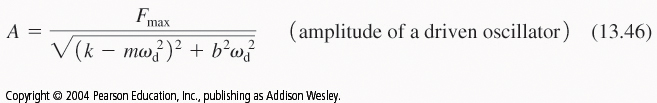 A = F_max / √((k − mω_d²)² + b²ω_d²) (amplitude of a driven oscillator) (13.46)
Copyright © 2004 Pearson Education, Inc., publishing as Addison Wesley.